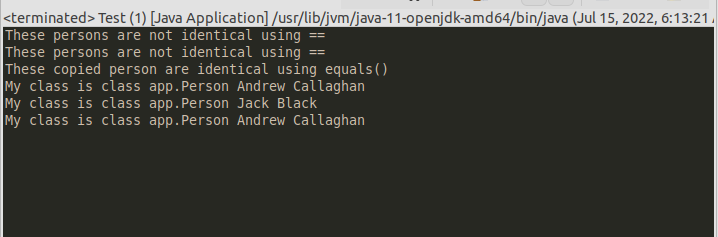 <terminated> Test (1) [Java Application] /usr/lib/jvm/java-11-openjdk-amd64/bin/java (Jul 15, 2022, 6:13:21
These persons are not identical using ==
These persons are not identical using ==
These copied person are identical using equals()
My class is class app.Person Andrew Callaghan
My class is class app.Person Jack Black
My class is class app.Person Andrew Callaghan